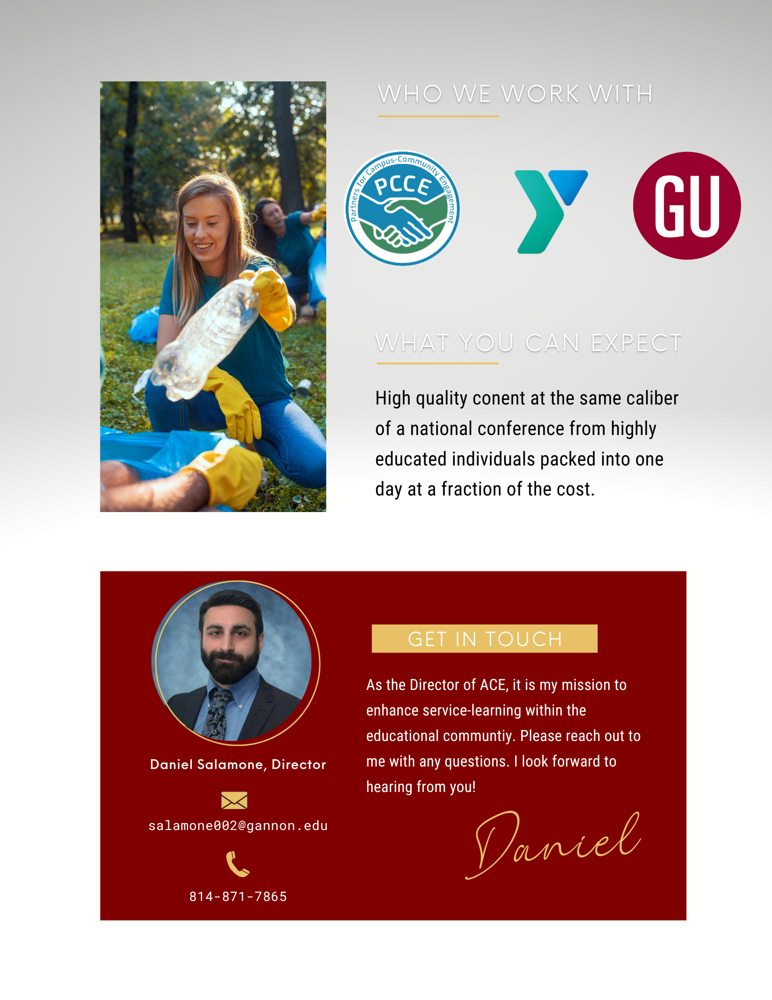 WHO WE WORK WITH
Partners for Campus-Community Engagement
PCCE
GU
WHAT YOU CAN EXPECT
High quality conent at the same caliber
of a national conference from highly
educated individuals packed into one
day at a fraction of the cost.
Daniel Salamone, Director
salamone002@gannon.edu
814-871-7865
GET IN TOUCH
As the Director of ACE, it is my mission to
enhance service-learning within the
educational communtiy. Please reach out to
me with any questions. I look forward to
hearing from you!
Daniel